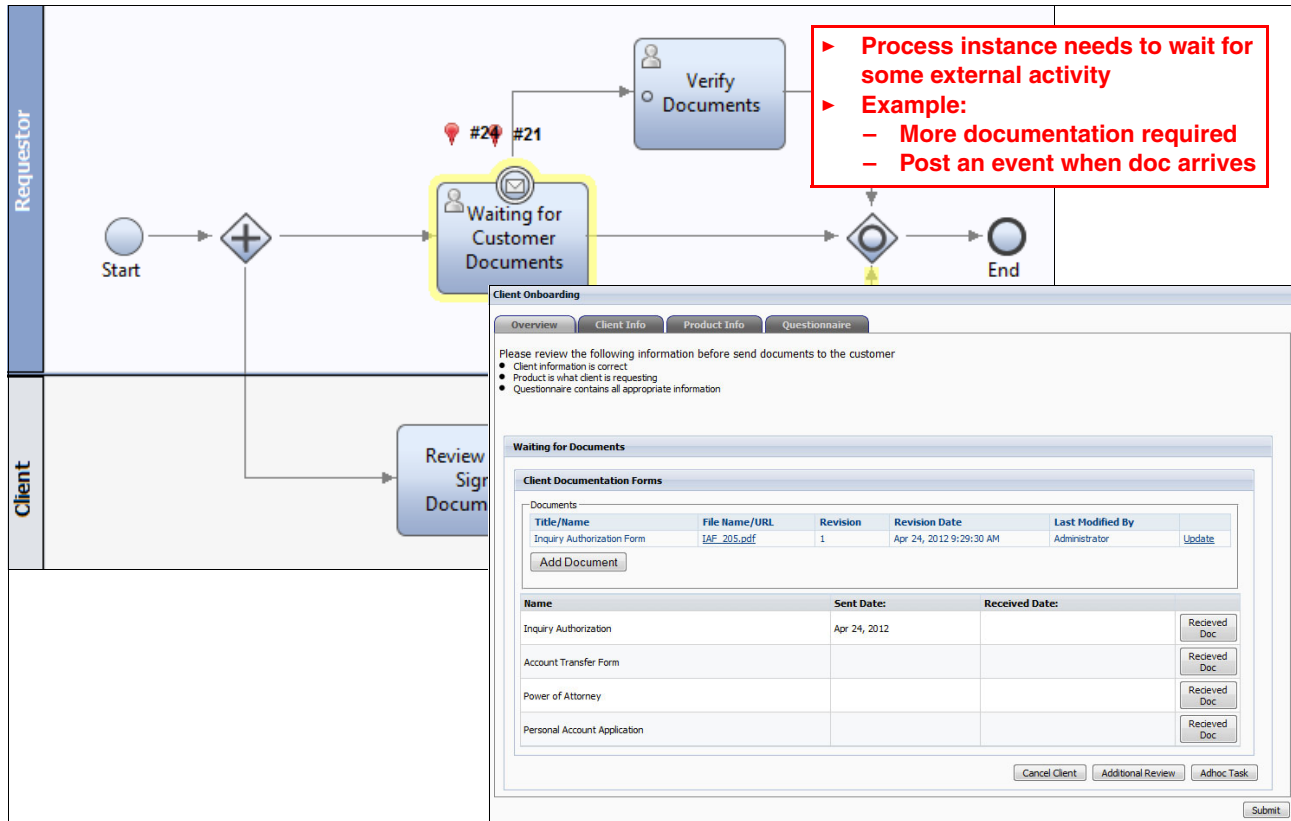 Requestor
Client
Start
#24 #21
Waiting for
Customer
Documents
Verify
Documents
► Process instance needs to wait for
some external activity
► Example:
– More documentation required
– Post an event when doc arrives
End
Review
Client Onboarding
Overview Client Info Product Info Questionnaire
Please review the following information before send documents to the customer
• Client information is correct
• Product is what client is requesting
• Questionnaire contains all appropriate information
Waiting for Documents
Client Documentation Forms
Documents
Title/Name File Name/URL Revision Revision Date Last Modified By
Inquiry Authorization Form IAF_205.pdf 1 Apr 24, 2012 9:29:30 AM Administrator Update
Add Document
Name Sent Date: Received Date:
Inquiry Authorization Apr 24, 2012 Recieved
Doc
Account Transfer Form Recieved
Doc
Power of Attorney Recieved
Doc
Personal Account Application Recieved
Doc
Cancel Client Additional Review Adhoc Task
Submit